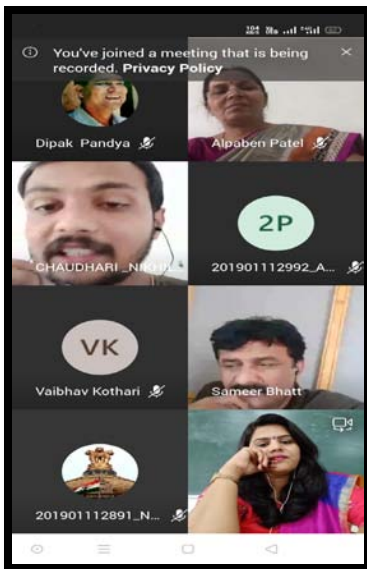 You've joined a meeting that is being
recorded. Privacy Policy
Dipak Pandya
Alpaben Patel
CHAUDHARI_NIKHIL
2P
201901112992_A...
VK
Vaibhav Kothari
Sameer Bhatt
201901112891_N...